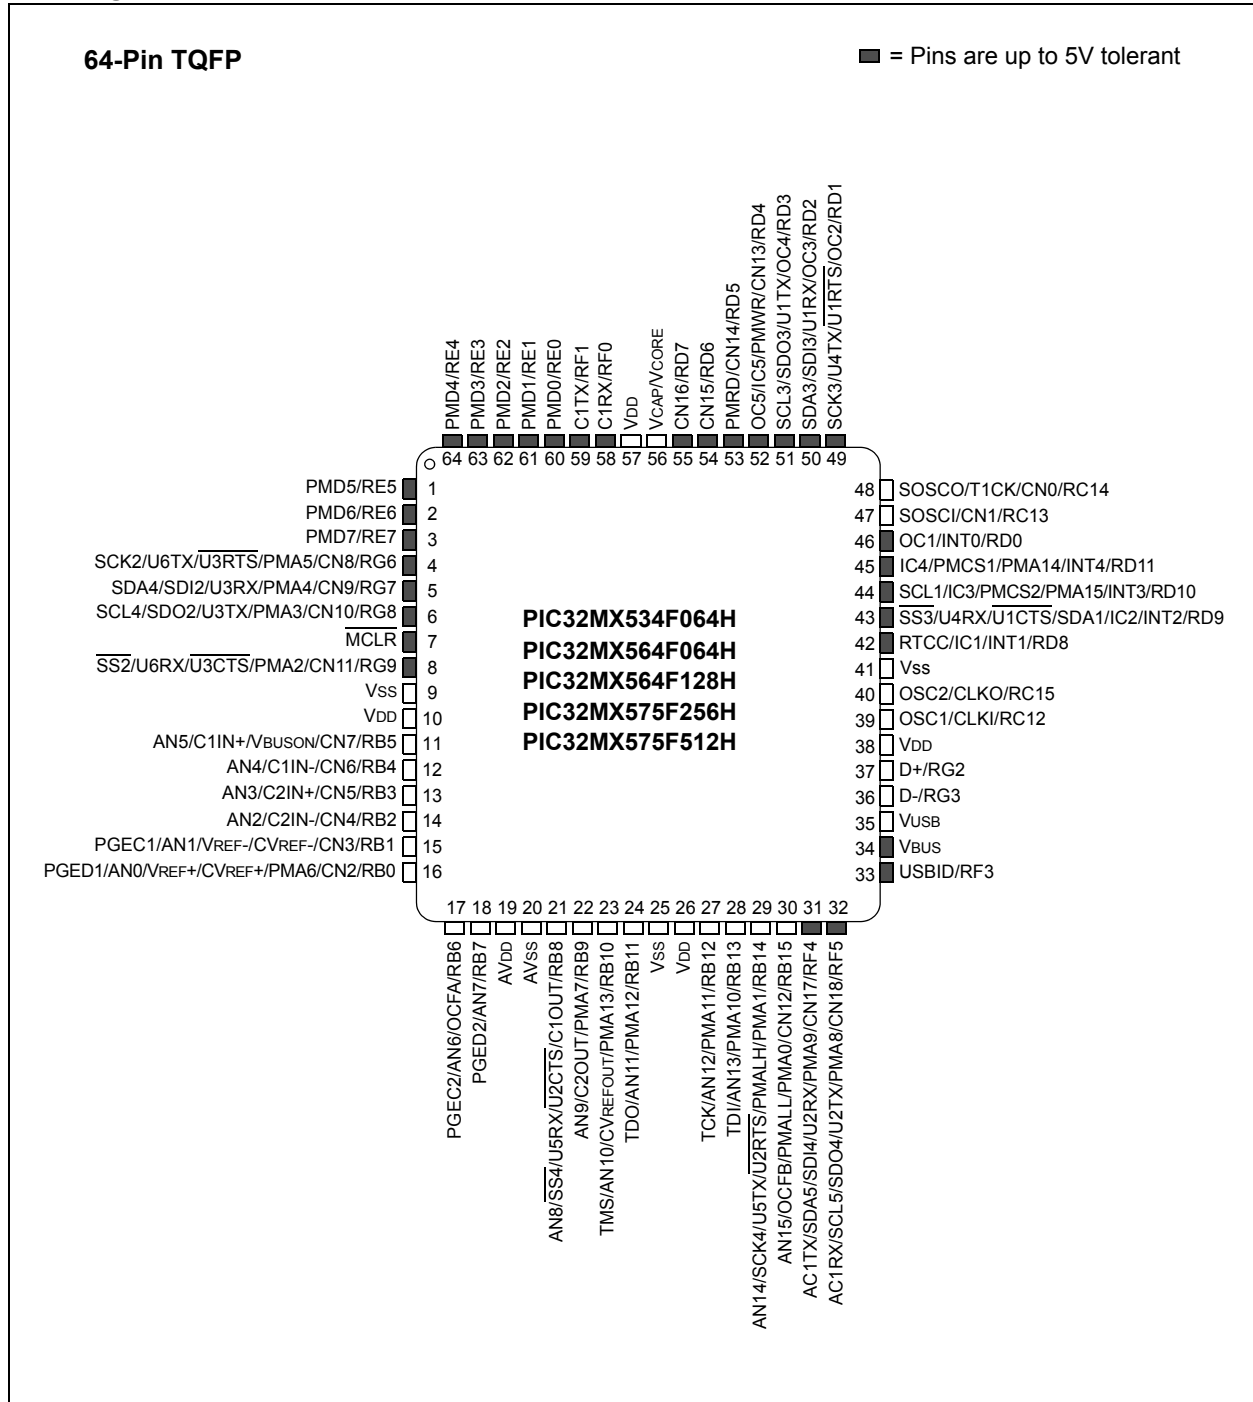 64-Pin TQFP
= Pins are up to 5V tolerant
PMD4/RE4
PMD3/RE3
PMD2/RE2
PMD1/RE1
PMD0/RE0
C1TX/RF1
C1RX/RF0
VDD
VCAP/VCORE
CN16/RD7
CN15/RD6
PMRD/CN14/RD5
OC5/IC5/PMWR/CN13/RD4
SCL3/SDO3/U1TX/OC4/RD3
SDA3/SDI3/U1RX/OC3/RD2
SCK3/U4TX/U1RTS/OC2/RD1
64 63 62 61 60 59 58 57 56 55 54 53 52 51 50 49
PMD5/RE5 1
PMD6/RE6 2
PMD7/RE7 3
SCK2/U6TX/U3RTS/PMA5/CN8/RG6 4
SDA4/SDI2/U3RX/PMA4/CN9/RG7 5
SCL4/SDO2/U3TX/PMA3/CN10/RG8 6
MCLR 7
SS2/U6RX/U3CTS/PMA2/CN11/RG9 8
VSS 9
VDD 10
AN5/C1IN+/VBUSON/CN7/RB5 11
AN4/C1IN-/CN6/RB4 12
AN3/C2IN+/CN5/RB3 13
AN2/C2IN-/CN4/RB2 14
PGEC1/AN1/VREF-/CVREF-/CN3/RB1 15
PGED1/AN0/VREF+/CVREF+/PMA6/CN2/RB0 16
PIC32MX534F064H
PIC32MX564F064H
PIC32MX564F128H
PIC32MX575F256H
PIC32MX575F512H
48 SOSCO/T1CK/CN0/RC14
47 SOSCI/CN1/RC13
46 OC1/INT0/RD0
45 IC4/PMCS1/PMA14/INT4/RD11
44 SCL1/IC3/PMCS2/PMA15/INT3/RD10
43 SS3/U4RX/U1CTS/SDA1/IC2/INT2/RD9
42 RTCC/IC1/INT1/RD8
41 Vss
40 OSC2/CLKO/RC15
39 OSC1/CLKI/RC12
38 VDD
37 D+/RG2
36 D-/RG3
35 VUSB
34 VBUS
33 USBID/RF3
17 18 19 20 21 22 23 24 25 26 27 28 29 30 31 32
PGEC2/AN6/OCFA/RB6
PGED2/AN7/RB7
AVDD
AVSS
AN8/SS4/U5RX/U2CTS/C1OUT/RB8
AN9/C2OUT/PMA7/RB9
TMS/AN10/CVREFOUT/PMA13/RB10
TDO/AN11/PMA12/RB11
VSS
VDD
TCK/AN12/PMA11/RB12
TDI/AN13/PMA10/RB13
AN14/SCK4/U5TX/U2RTS/PMALH/PMA1/RB14
AN15/OCFB/PMALL/PMA0/CN12/RB15
AC1TX/SDA5/SDI4/U2RX/PMA9/CN17/RF4
AC1RX/SCL5/SDO4/U2TX/PMA8/CN18/RF5